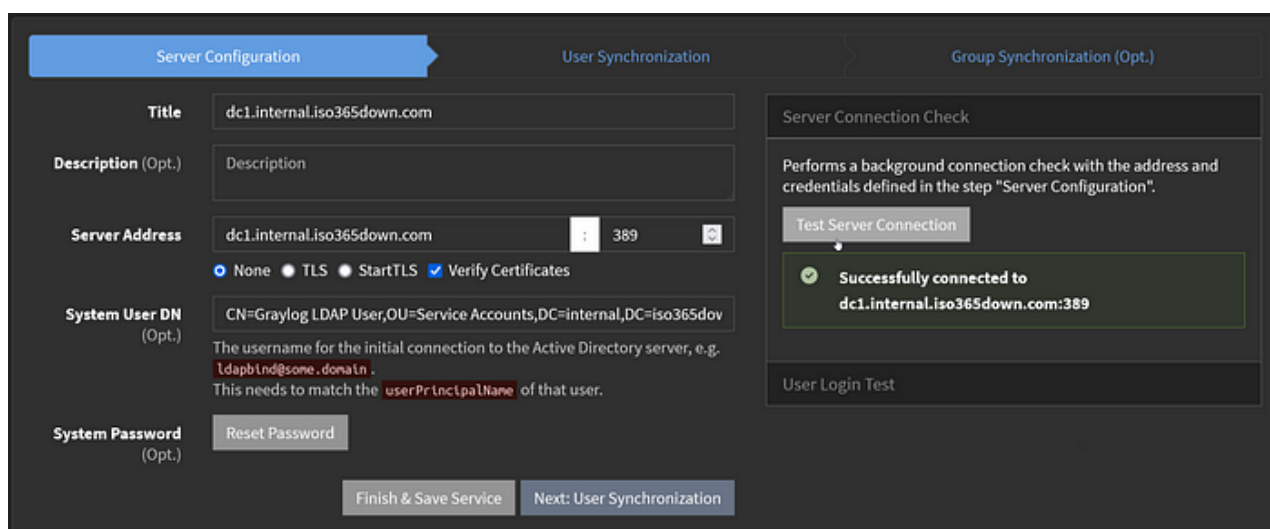 Server Configuration
User Synchronization
Group Synchronization (Opt.)
Title
dc1.internal.iso365down.com
Description (Opt.)
Description
Server Address
dc1.internal.iso365down.com
:
389
None
TLS
StartTLS
Verify Certificates
System User DN
(Opt.)
CN=Graylog LDAP User,OU=Service Accounts,DC=internal,DC=iso365dov
The username for the initial connection to the Active Directory server, e.g.
ldapbind@some.domain .
This needs to match the userPrincipalName of that user.
System Password
(Opt.)
Reset Password
Finish & Save Service
Next: User Synchronization
Server Connection Check
Performs a background connection check with the address and
credentials defined in the step "Server Configuration".
Test Server Connection
Successfully connected to
dc1.internal.iso365down.com:389
User Login Test